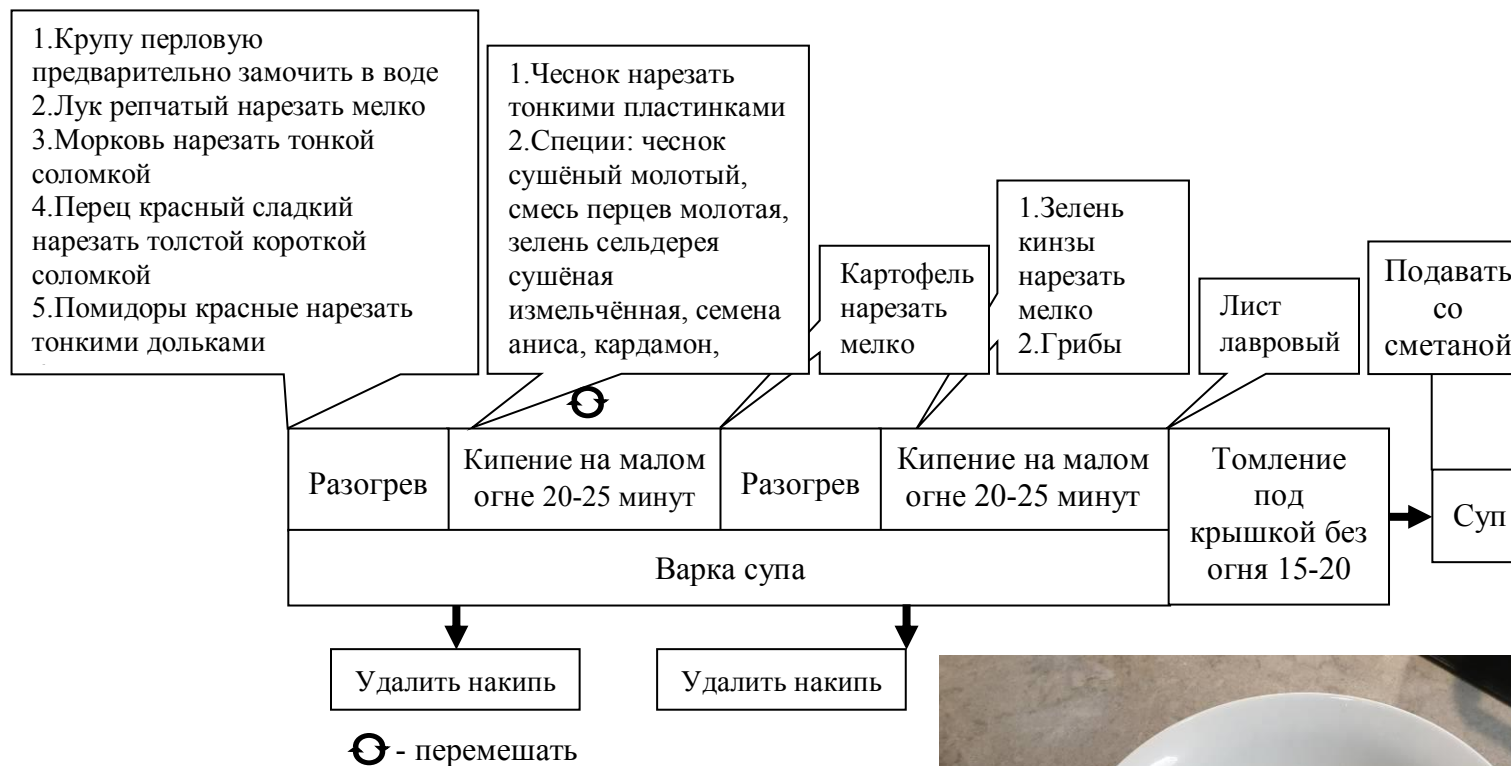 1.Крупу перловую
предварительно замочить в воде
2.Лук репчатый нарезать мелко
3.Морковь нарезать тонкой
соломкой
4.Перец красный сладкий
нарезать толстой короткой
соломкой
5.Помидоры красные нарезать
тонкими дольками
1.Чеснок нарезать
тонкими пластинками
2.Специи: чеснок
сушёный молотый,
смесь перцев молотая,
зелень сельдерея
сушёная
измельчённая, семена
аниса, кардамон,
Картофель
нарезать
мелко
1.Зелень
кинзы
нарезать
мелко
2.Грибы
Лист
лавровый
Подавать
со
сметаной
Разогрев
Кипение на малом
огне 20-25 минут
Разогрев
Кипение на малом
огне 20-25 минут
Томление
под
крышкой без
огня 15-20
Суп
Варка супа
Удалить накипь
Удалить накипь
- перемешать